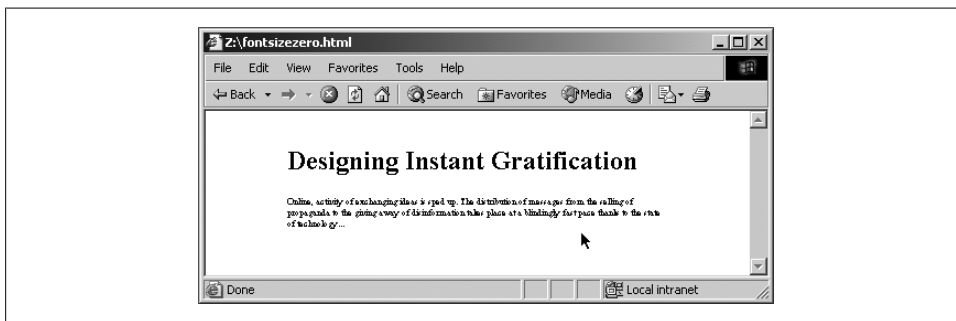 Z:\fontsizezero.html
File Edit View Favorites Tools Help
Back Search Favorites Media
Designing Instant Gratification
Online, activity of exchanging ideas is sped up. The distribution of messages from the selling of
propaganda to the giving away of disinformation takes place at a blindingly fast pace thanks to the state
of technology...
Done Local intranet